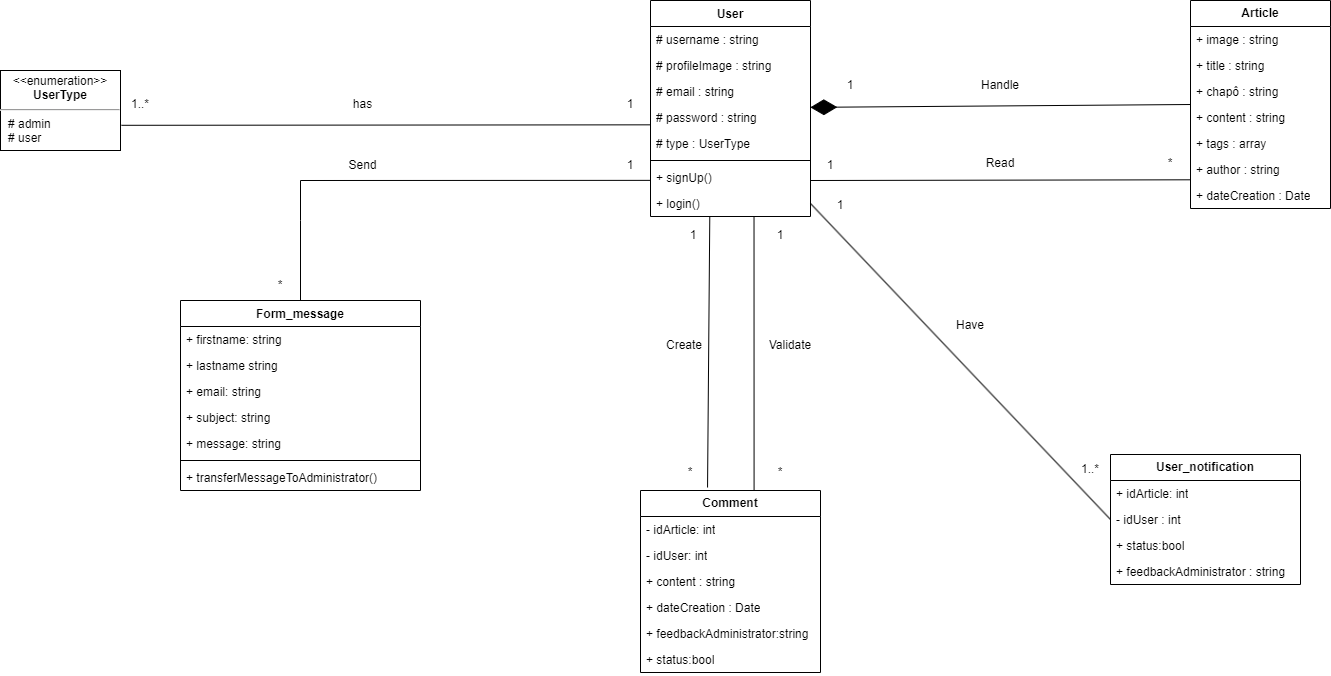 User
# username : string
# profileImage : string
# email : string
# password : string
# type : UserType
+ signUp()
+ login()
Article
+ image : string
+ title : string
+ chapô : string
+ content : string
+ tags : array
+ author : string
+ dateCreation : Date
<<enumeration>>
UserType
# admin
# user
1..*
has
1
Send
1
*
1
Handle
1
Read
*
1
Have
1..*
1
1
Create
Validate
*
*
Form_message
+ firstname: string
+ lastname string
+ email: string
+ subject: string
+ message: string
+ transferMessageToAdministrator()
Comment
- idArticle: int
- idUser: int
+ content : string
+ dateCreation : Date
+ feedbackAdministrator:string
+ status:bool
User_notification
+ idArticle: int
- idUser : int
+ status:bool
+ feedbackAdministrator : string